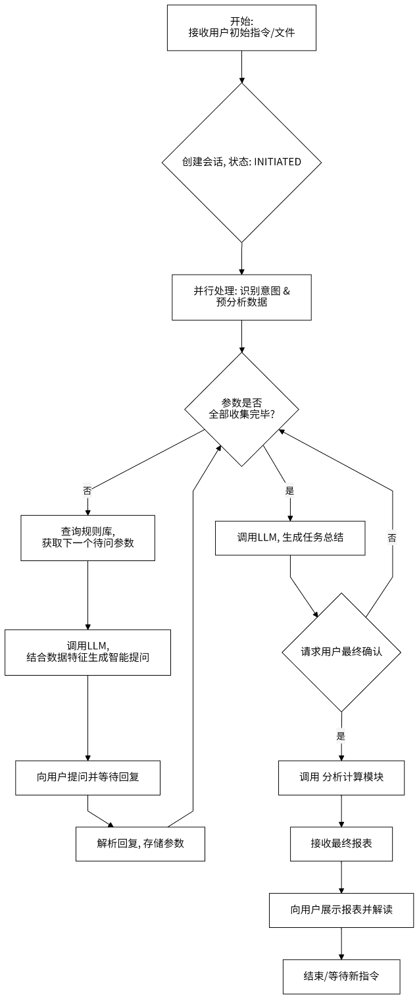 开始:
接收用户初始指令/文件
创建会话, 状态: INITIATED
并行处理: 识别意图 &
预分析数据
参数是否
全部收集完毕?
否
是
查询规则库,
获取下一个待问参数
调用LLM, 生成任务总结
否
调用LLM,
结合数据特征生成智能提问
请求用户最终确认
是
向用户提问并等待回复
调用 分析计算模块
解析回复, 存储参数
接收最终报表
向用户展示报表并解读
结束/等待新指令